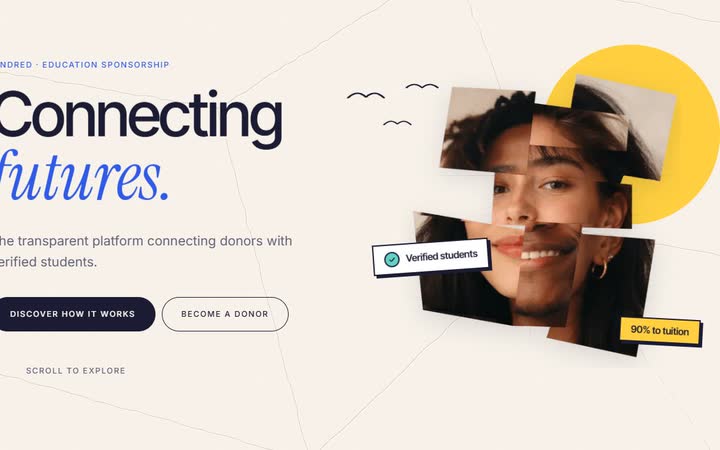 NDRED · EDUCATION SPONSORSHIP
Connecting
futures.
he transparent platform connecting donors with
erified students.
DISCOVER HOW IT WORKS
BECOME A DONOR
SCROLL TO EXPLORE
Verified students
90% to tuition